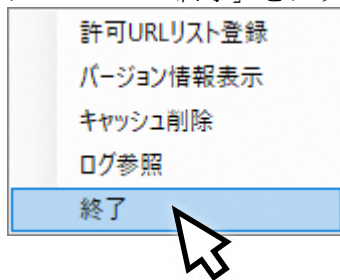 許可URLリスト登録
バージョン情報表示
キャッシュ削除
ログ参照
終了